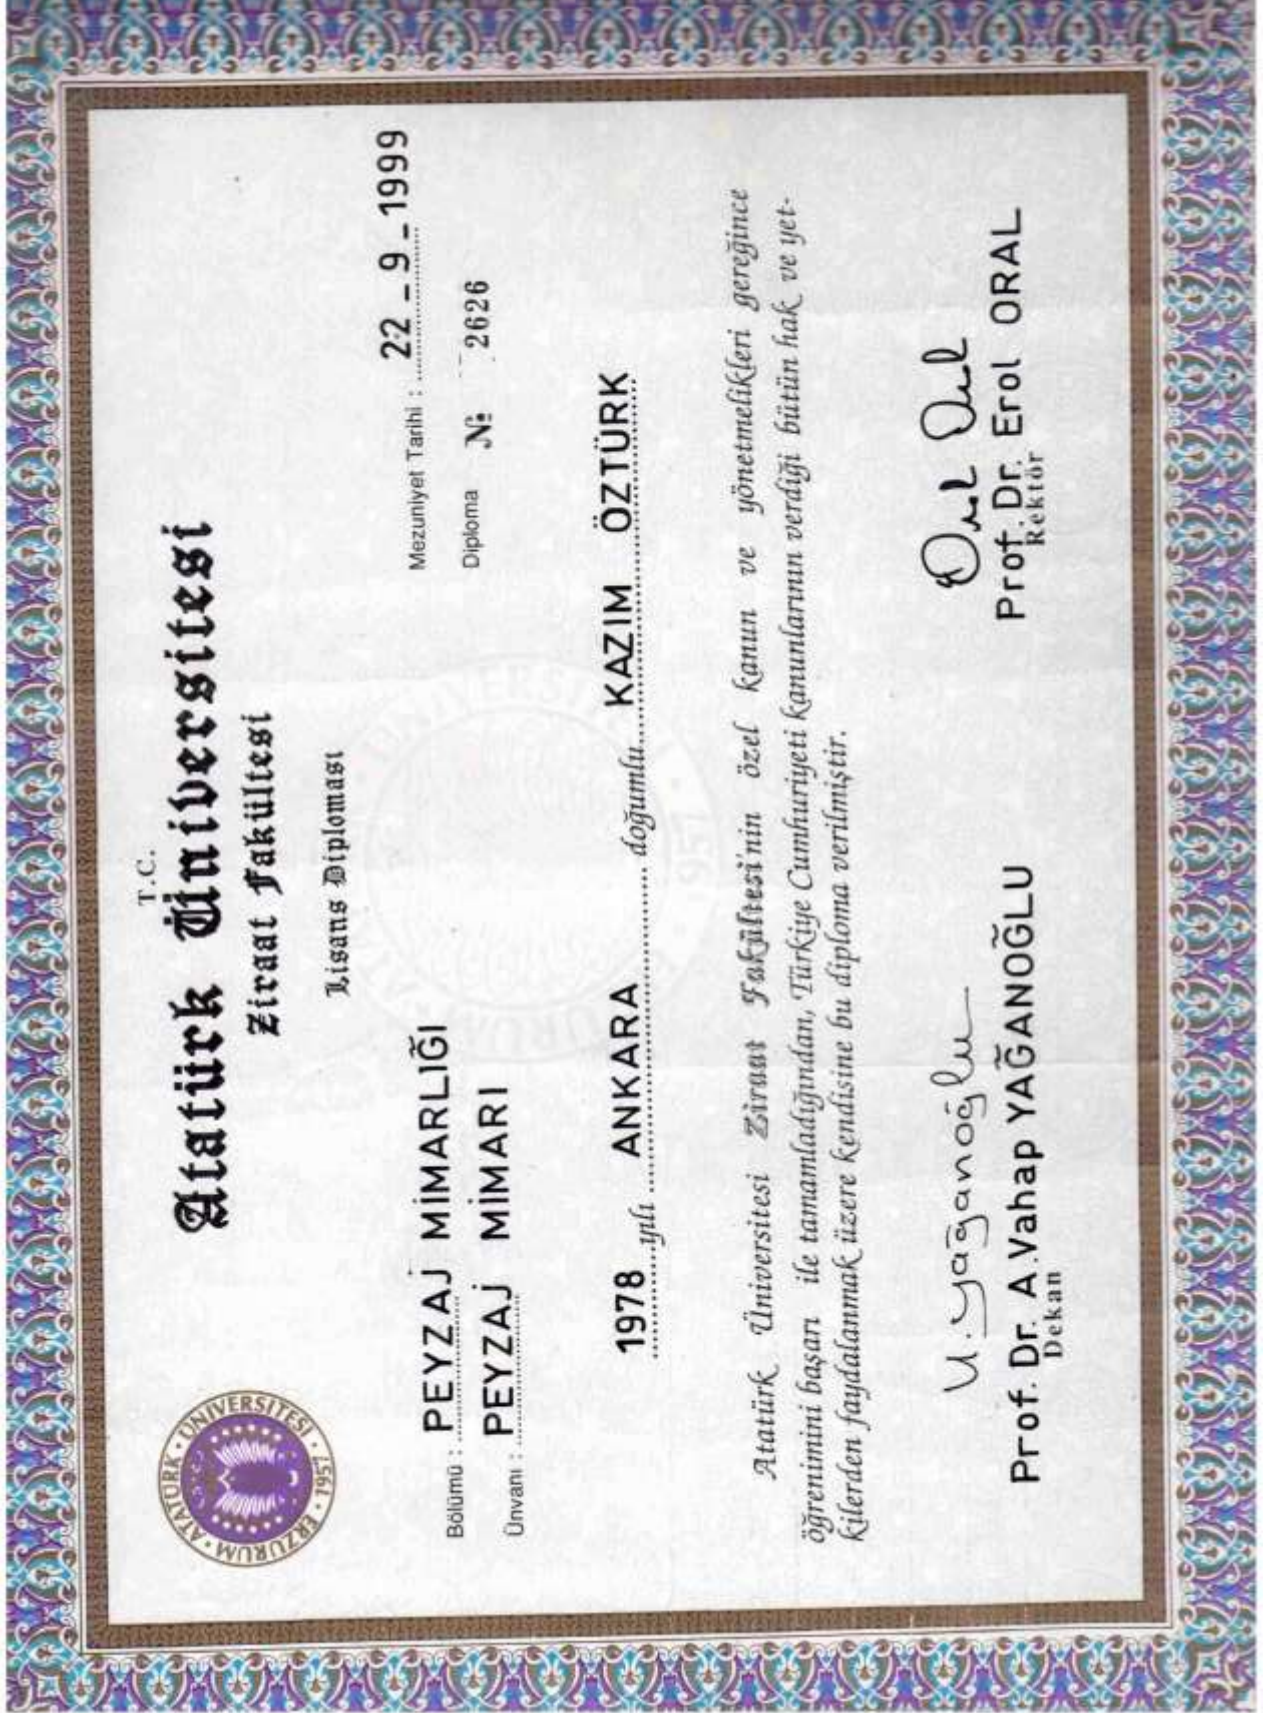 T.C.
Atatürk Üniversitesi
Ziraat Fakültesi
Lisans Diploması
ATATÜRK • ÜNİVERSİTESİ • 1957 • ERZURUM
Mezuniyet Tarihi : 22 - 9 - 1999
Diploma № 2626
Bölümü : PEYZAJ MİMARLIĞI
Ünvanı : PEYZAJ MİMARI
1978 yılı ANKARA doğumlu KAZIM ÖZTÜRK
Atatürk Üniversitesi Ziraat Fakültesi'nin özel kanun ve yönetmelikleri gereğince
öğrenimini başarı ile tamamladığından, Türkiye Cumhuriyeti kanunlarının verdiği bütün hak ve yet-
kilerden faydalanmak üzere kendisine bu diploma verilmiştir.
Prof. Dr. A.Vahap YAĞANOĞLU
Dekan
Prof. Dr. Erol ORAL
Rektör